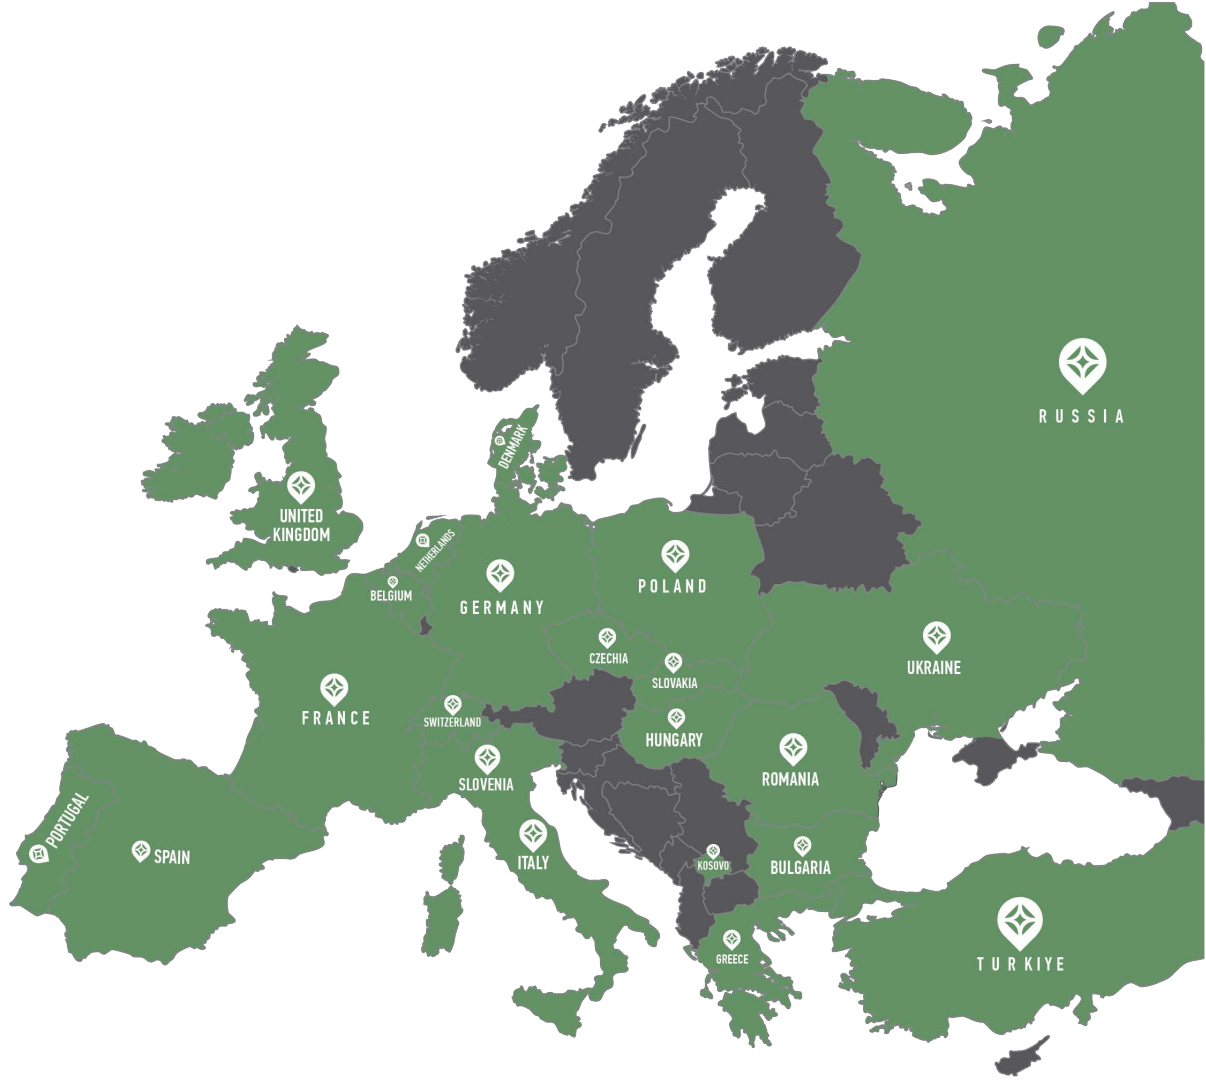 RUSSIA
DENMARK
UNITED
KINGDOM
NETHERLANDS
BELGIUM
GERMANY
POLAND
CZECHIA
SLOVAKIA
UKRAINE
FRANCE
SWITZERLAND
HUNGARY
SLOVENIA
ROMANIA
PORTUGAL
SPAIN
ITALY
KOSOVO
BULGARIA
GREECE
TURKIYE